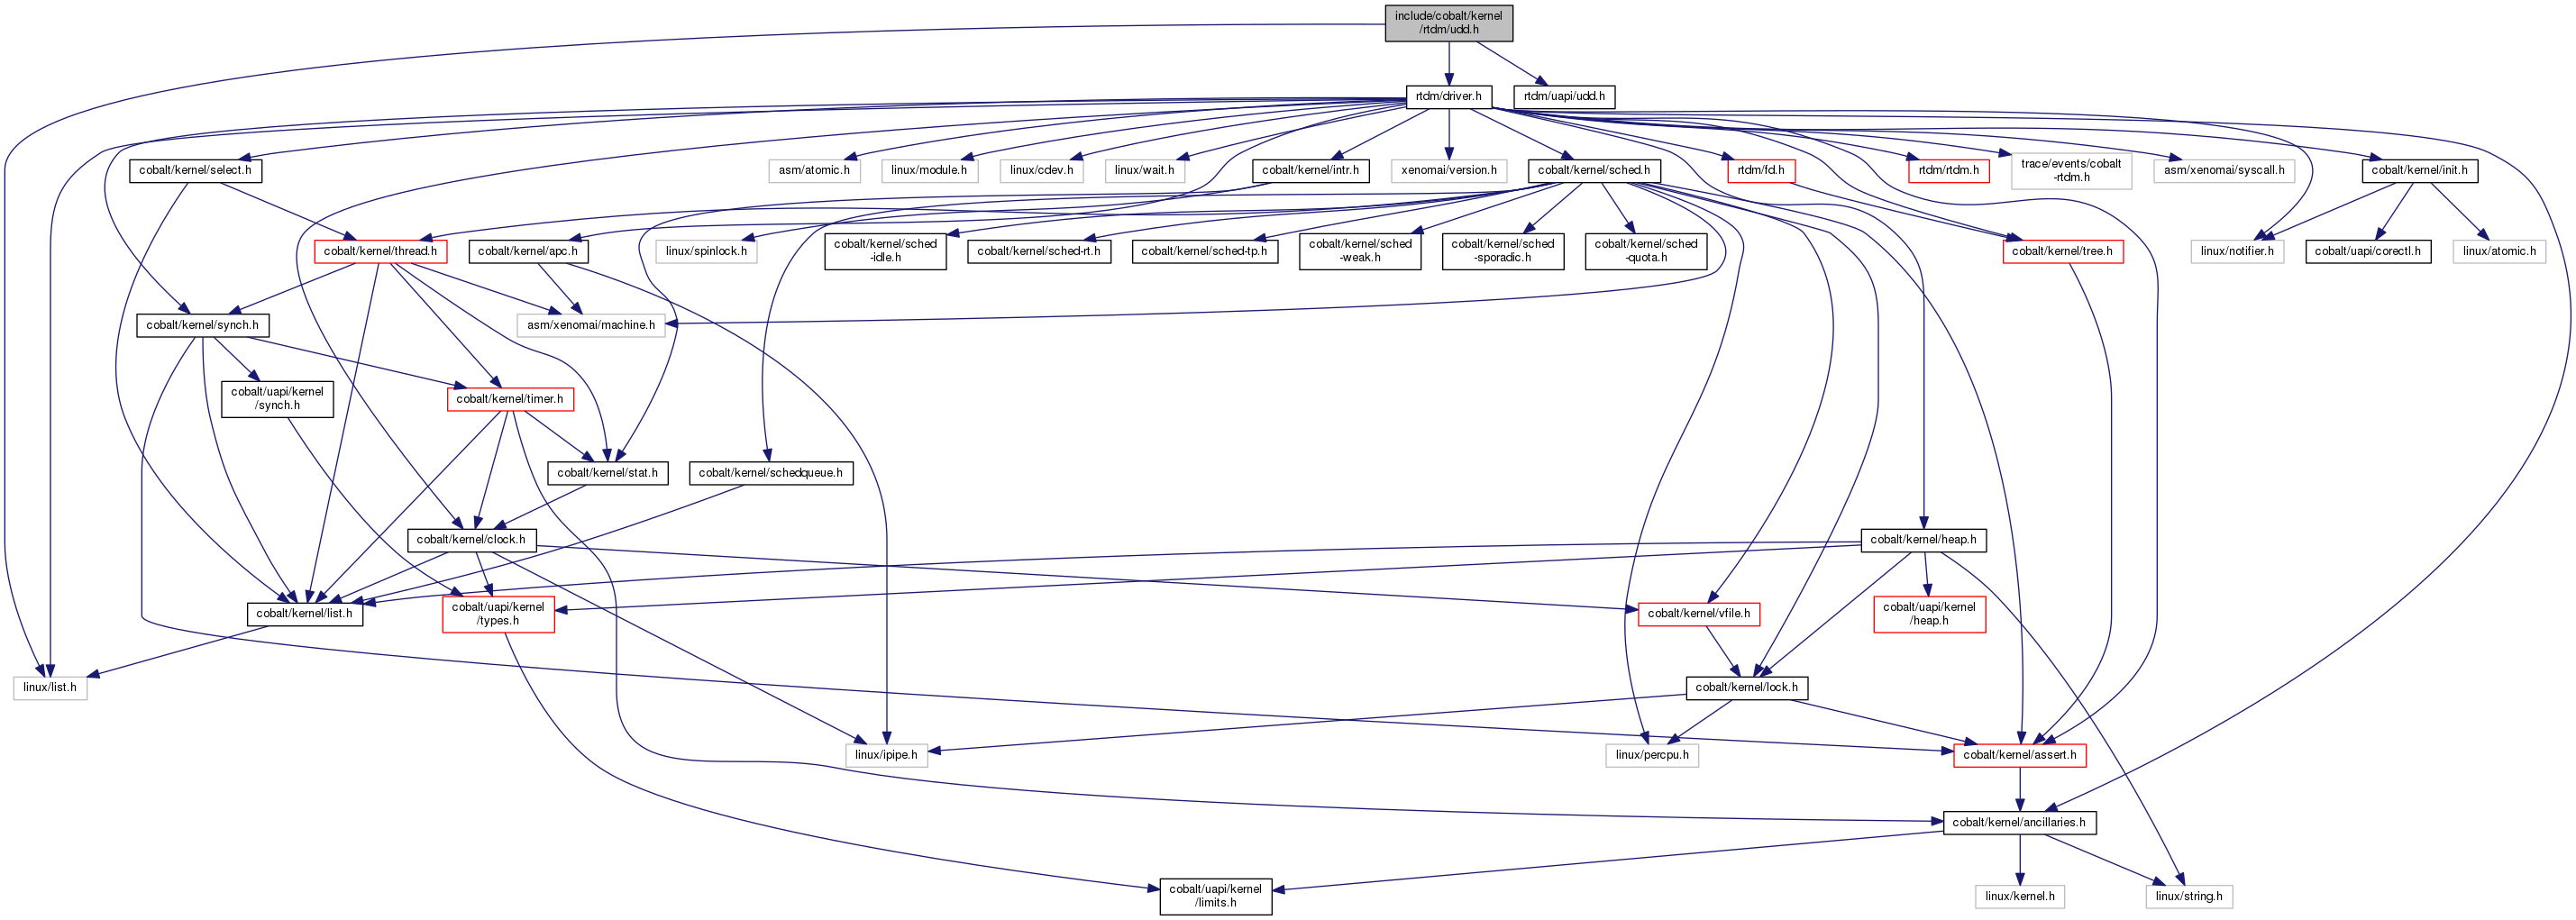 include/cobalt/kernel
/rtdm/udd.h
rtdm/driver.h
rtdm/uapi/udd.h
cobalt/kernel/select.h
asm/atomic.h
linux/module.h
linux/cdev.h
linux/wait.h
cobalt/kernel/intr.h
xenomai/version.h
cobalt/kernel/sched.h
rtdm/fd.h
rtdm/rtdm.h
trace/events/cobalt
-rtdm.h
asm/xenomai/syscall.h
cobalt/kernel/init.h
cobalt/kernel/thread.h
cobalt/kernel/apc.h
linux/spinlock.h
cobalt/kernel/sched
-idle.h
cobalt/kernel/sched-rt.h
cobalt/kernel/sched-tp.h
cobalt/kernel/sched
-weak.h
cobalt/kernel/sched
-sporadic.h
cobalt/kernel/sched
-quota.h
cobalt/kernel/tree.h
linux/notifier.h
cobalt/uapi/corectl.h
linux/atomic.h
cobalt/kernel/synch.h
asm/xenomai/machine.h
cobalt/uapi/kernel
/synch.h
cobalt/kernel/timer.h
cobalt/kernel/stat.h
cobalt/kernel/schedqueue.h
cobalt/kernel/clock.h
cobalt/kernel/heap.h
cobalt/kernel/list.h
cobalt/uapi/kernel
/types.h
cobalt/kernel/vfile.h
cobalt/uapi/kernel
/heap.h
linux/list.h
cobalt/kernel/lock.h
linux/ipipe.h
linux/percpu.h
cobalt/kernel/assert.h
cobalt/kernel/ancillaries.h
cobalt/uapi/kernel
/limits.h
linux/kernel.h
linux/string.h